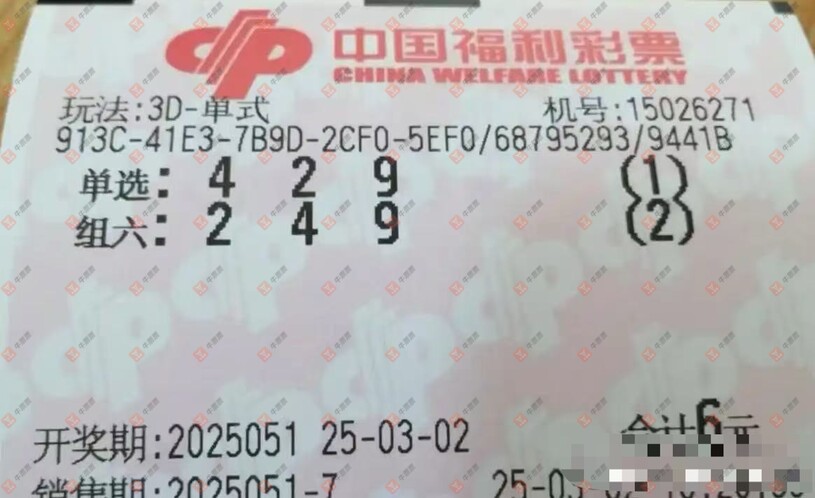 中国福利彩票
CHINA WELFARE LOTTERY
玩法:3D-单式 机号:15026271
913C-41E3-7B9D-2CF0-5EF0/68795293/9441B
单选: 4 2 9 (1)
组六: 2 4 9 (2)
开奖期:2025051 25-03-02 合计6元
销售期:2025051-7